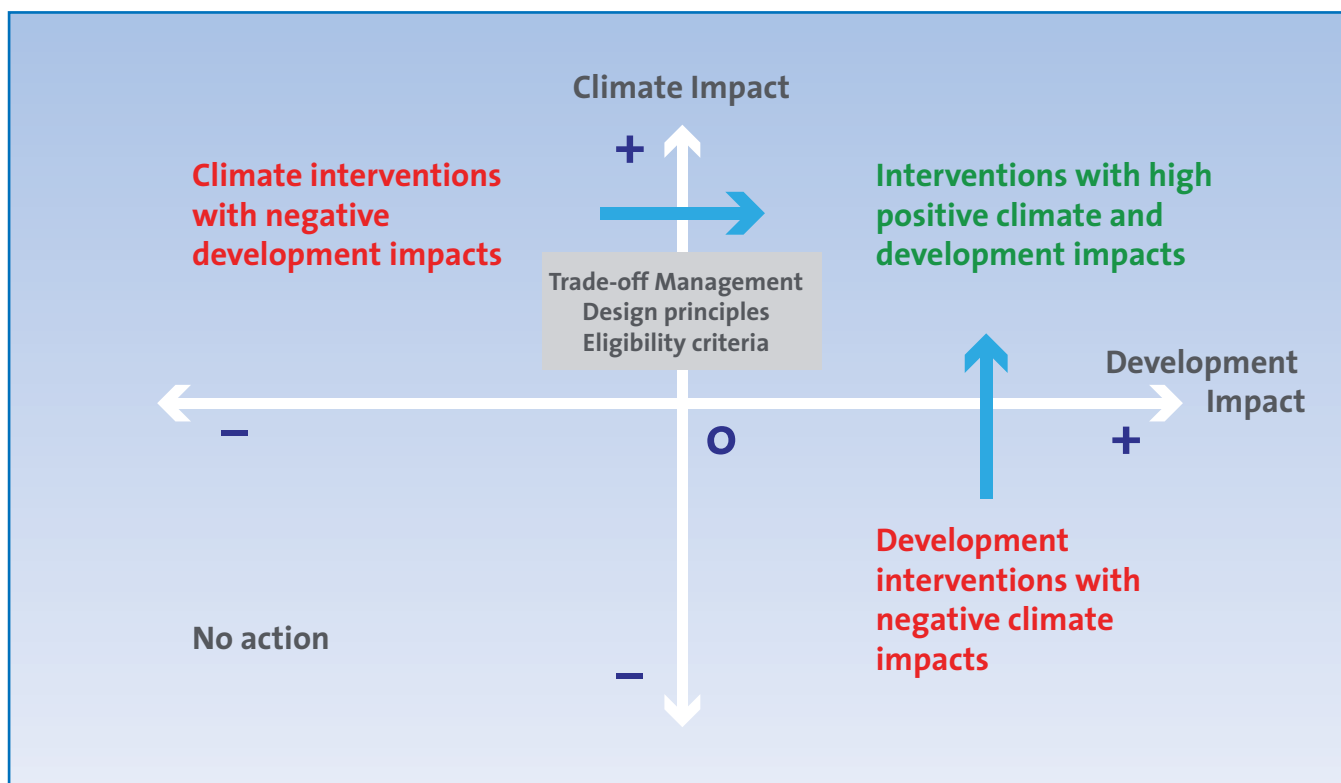 Climate Impact
+
Climate interventions
with negative
development impacts
Interventions with high
positive climate and
development impacts
Trade-off Management
Design principles
Eligibility criteria
Development
Impact
–
O
+
Development
interventions with
negative climate
impacts
No action
–